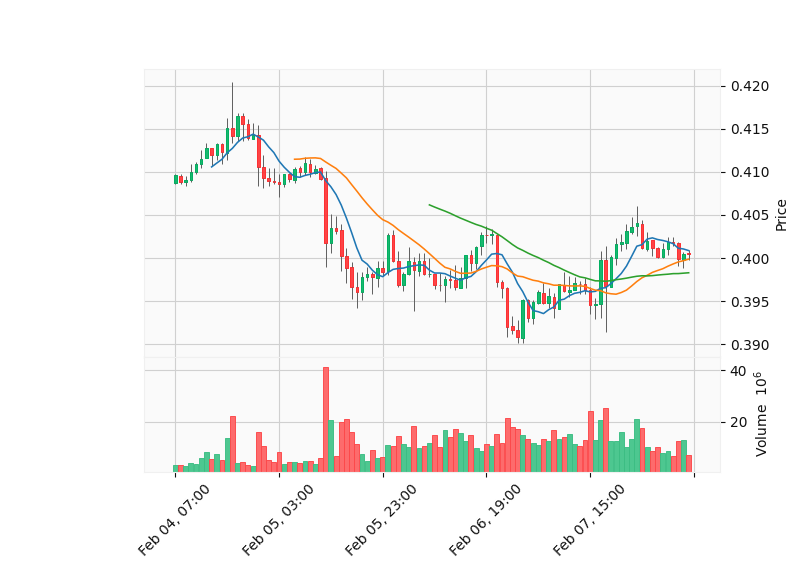 0.420
0.415
0.410
0.405
0.400
0.395
0.390
Price
40
20
Volume 10^6
Feb 04, 07:00
Feb 05, 03:00
Feb 05, 23:00
Feb 06, 19:00
Feb 07, 15:00